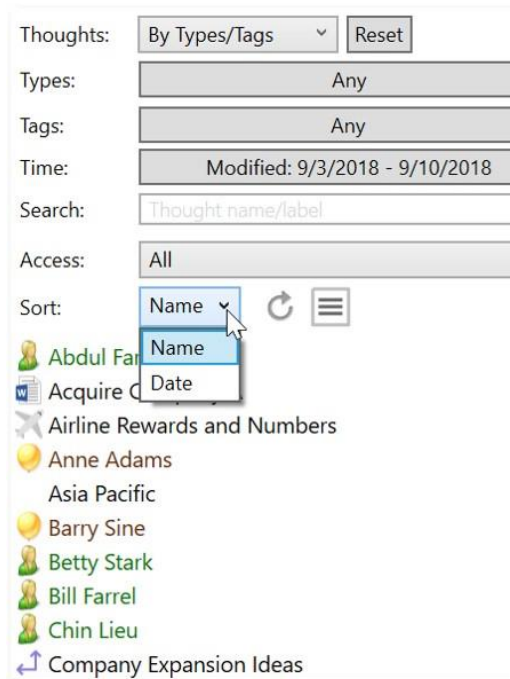 Thoughts: By Types/Tags Reset
Types: Any
Tags: Any
Time: Modified: 9/3/2018 - 9/10/2018
Search: Thought name/label
Access: All
Sort: Name
Name
Date
Abdul
Acquire
Airline Rewards and Numbers
Anne Adams
Asia Pacific
Barry Sine
Betty Stark
Bill Farrel
Chin Lieu
Company Expansion Ideas